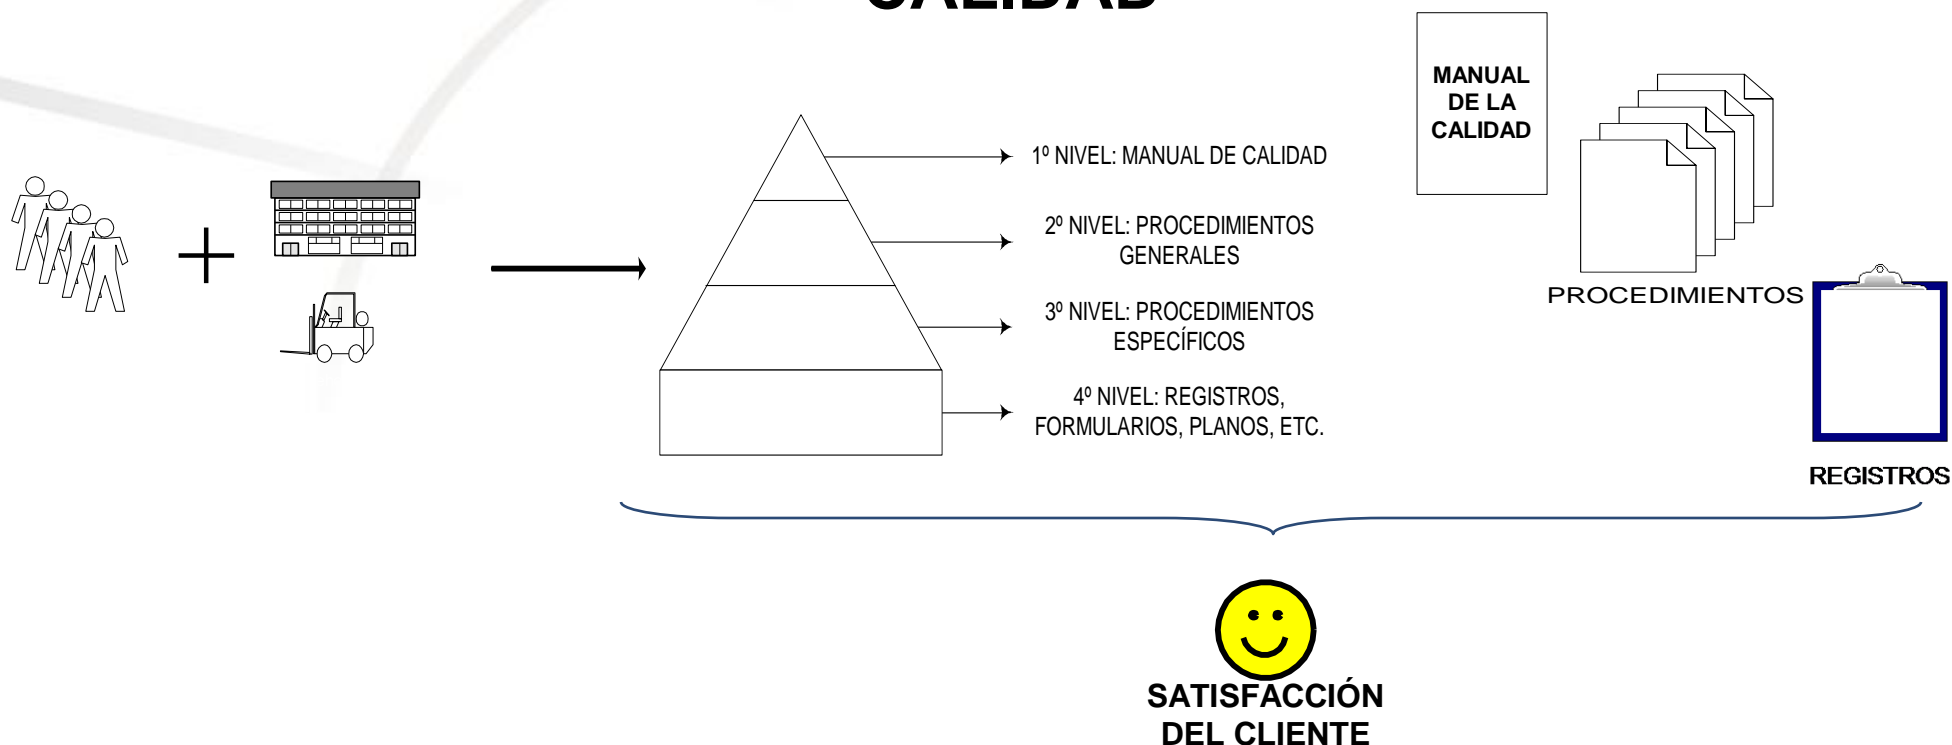 CALIDAD
MANUAL
DE LA
CALIDAD
1º NIVEL: MANUAL DE CALIDAD
2º NIVEL: PROCEDIMIENTOS
GENERALES
3º NIVEL: PROCEDIMIENTOS
ESPECÍFICOS
4º NIVEL: REGISTROS,
FORMULARIOS, PLANOS, ETC.
PROCEDIMIENTOS
REGISTROS
SATISFACCIÓN
DEL CLIENTE